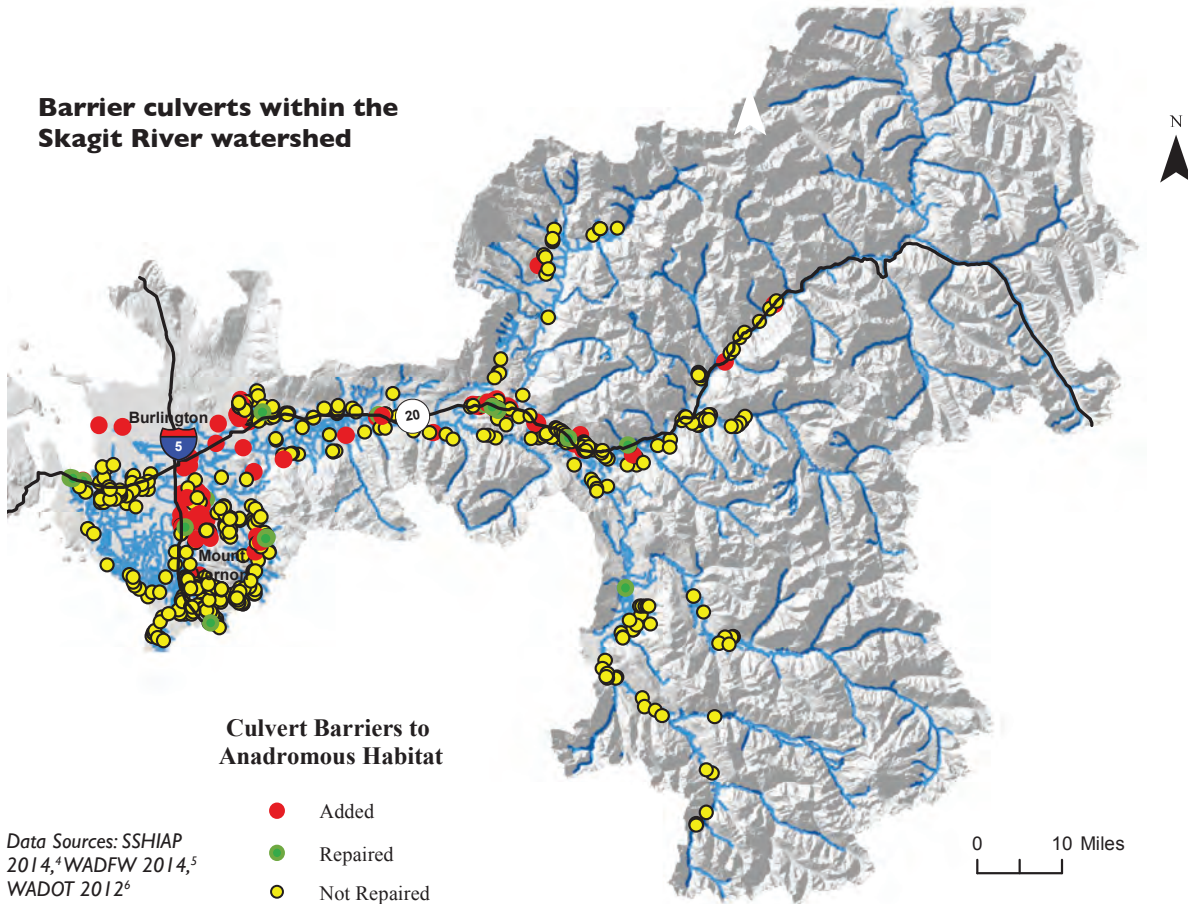 Barrier culverts within the
Skagit River watershed
N
Burlington
5
20
Mount
Culvert Barriers to
Anadromous Habitat
Added
Repaired
Not Repaired
Data Sources: SSHIAP
2014,⁴ WADFW 2014,⁵
WADOT 2012⁶
0 10 Miles